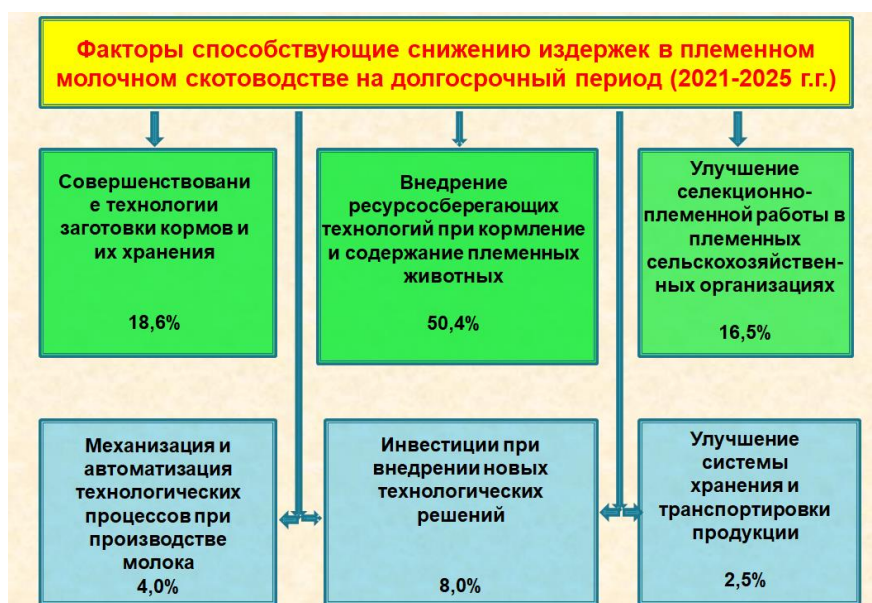 Факторы способствующие снижению издержек в племенном
молочном скотоводстве на долгосрочный период (2021-2025 г.г.)
Совершенствовани
е технологии
заготовки кормов и
их хранения
18,6%
Внедрение
ресурсосберегающих
технологий при кормление
и содержание племенных
животных
50,4%
Улучшение
селекционно-
племенной работы в
племенных
сельскохозяйствен-
ных организациях
16,5%
Механизация и
автоматизация
технологических
процессов при
производстве
молока
4,0%
Инвестиции при
внедрении новых
технологических
решений
8,0%
Улучшение
системы
хранения и
транспортировки
продукции
2,5%